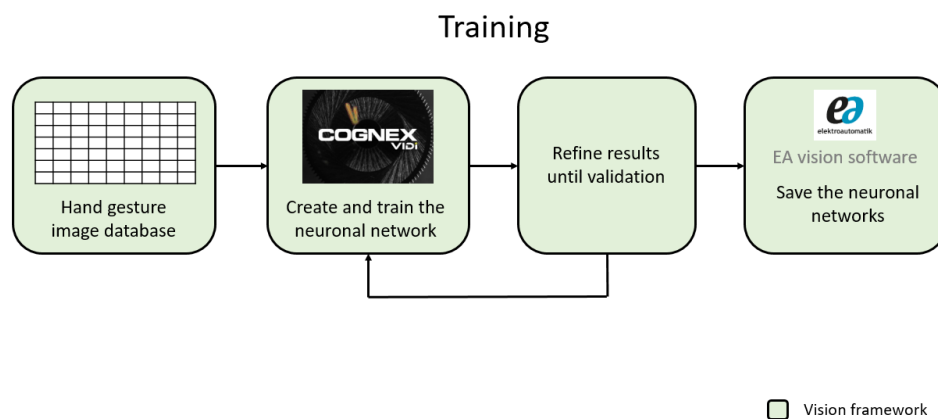 Training
Hand gesture
image database
COGNEX
ViDi
Create and train the
neuronal network
Refine results
until validation
ea
elektroautomatik
EA vision software
Save the neuronal
networks
Vision framework